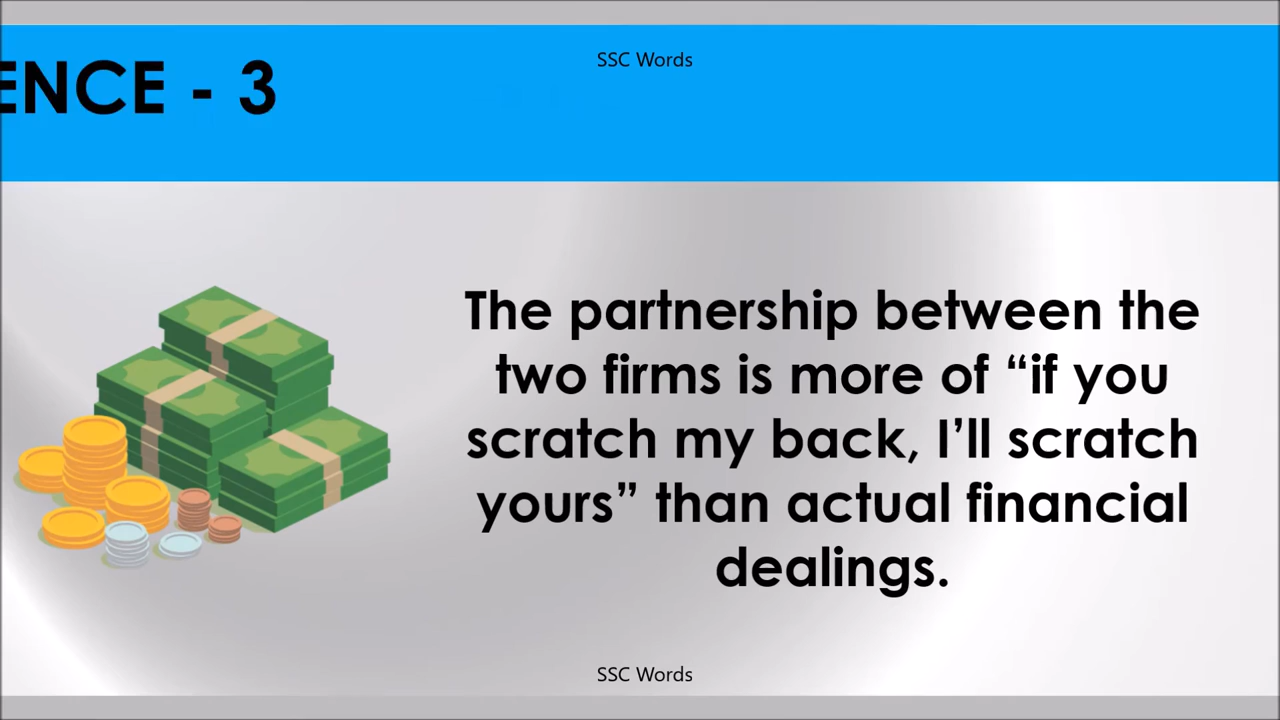 SSC Words
ENCE - 3
The partnership between the
two firms is more of “if you
scratch my back, I’ll scratch
yours” than actual financial
dealings.
SSC Words